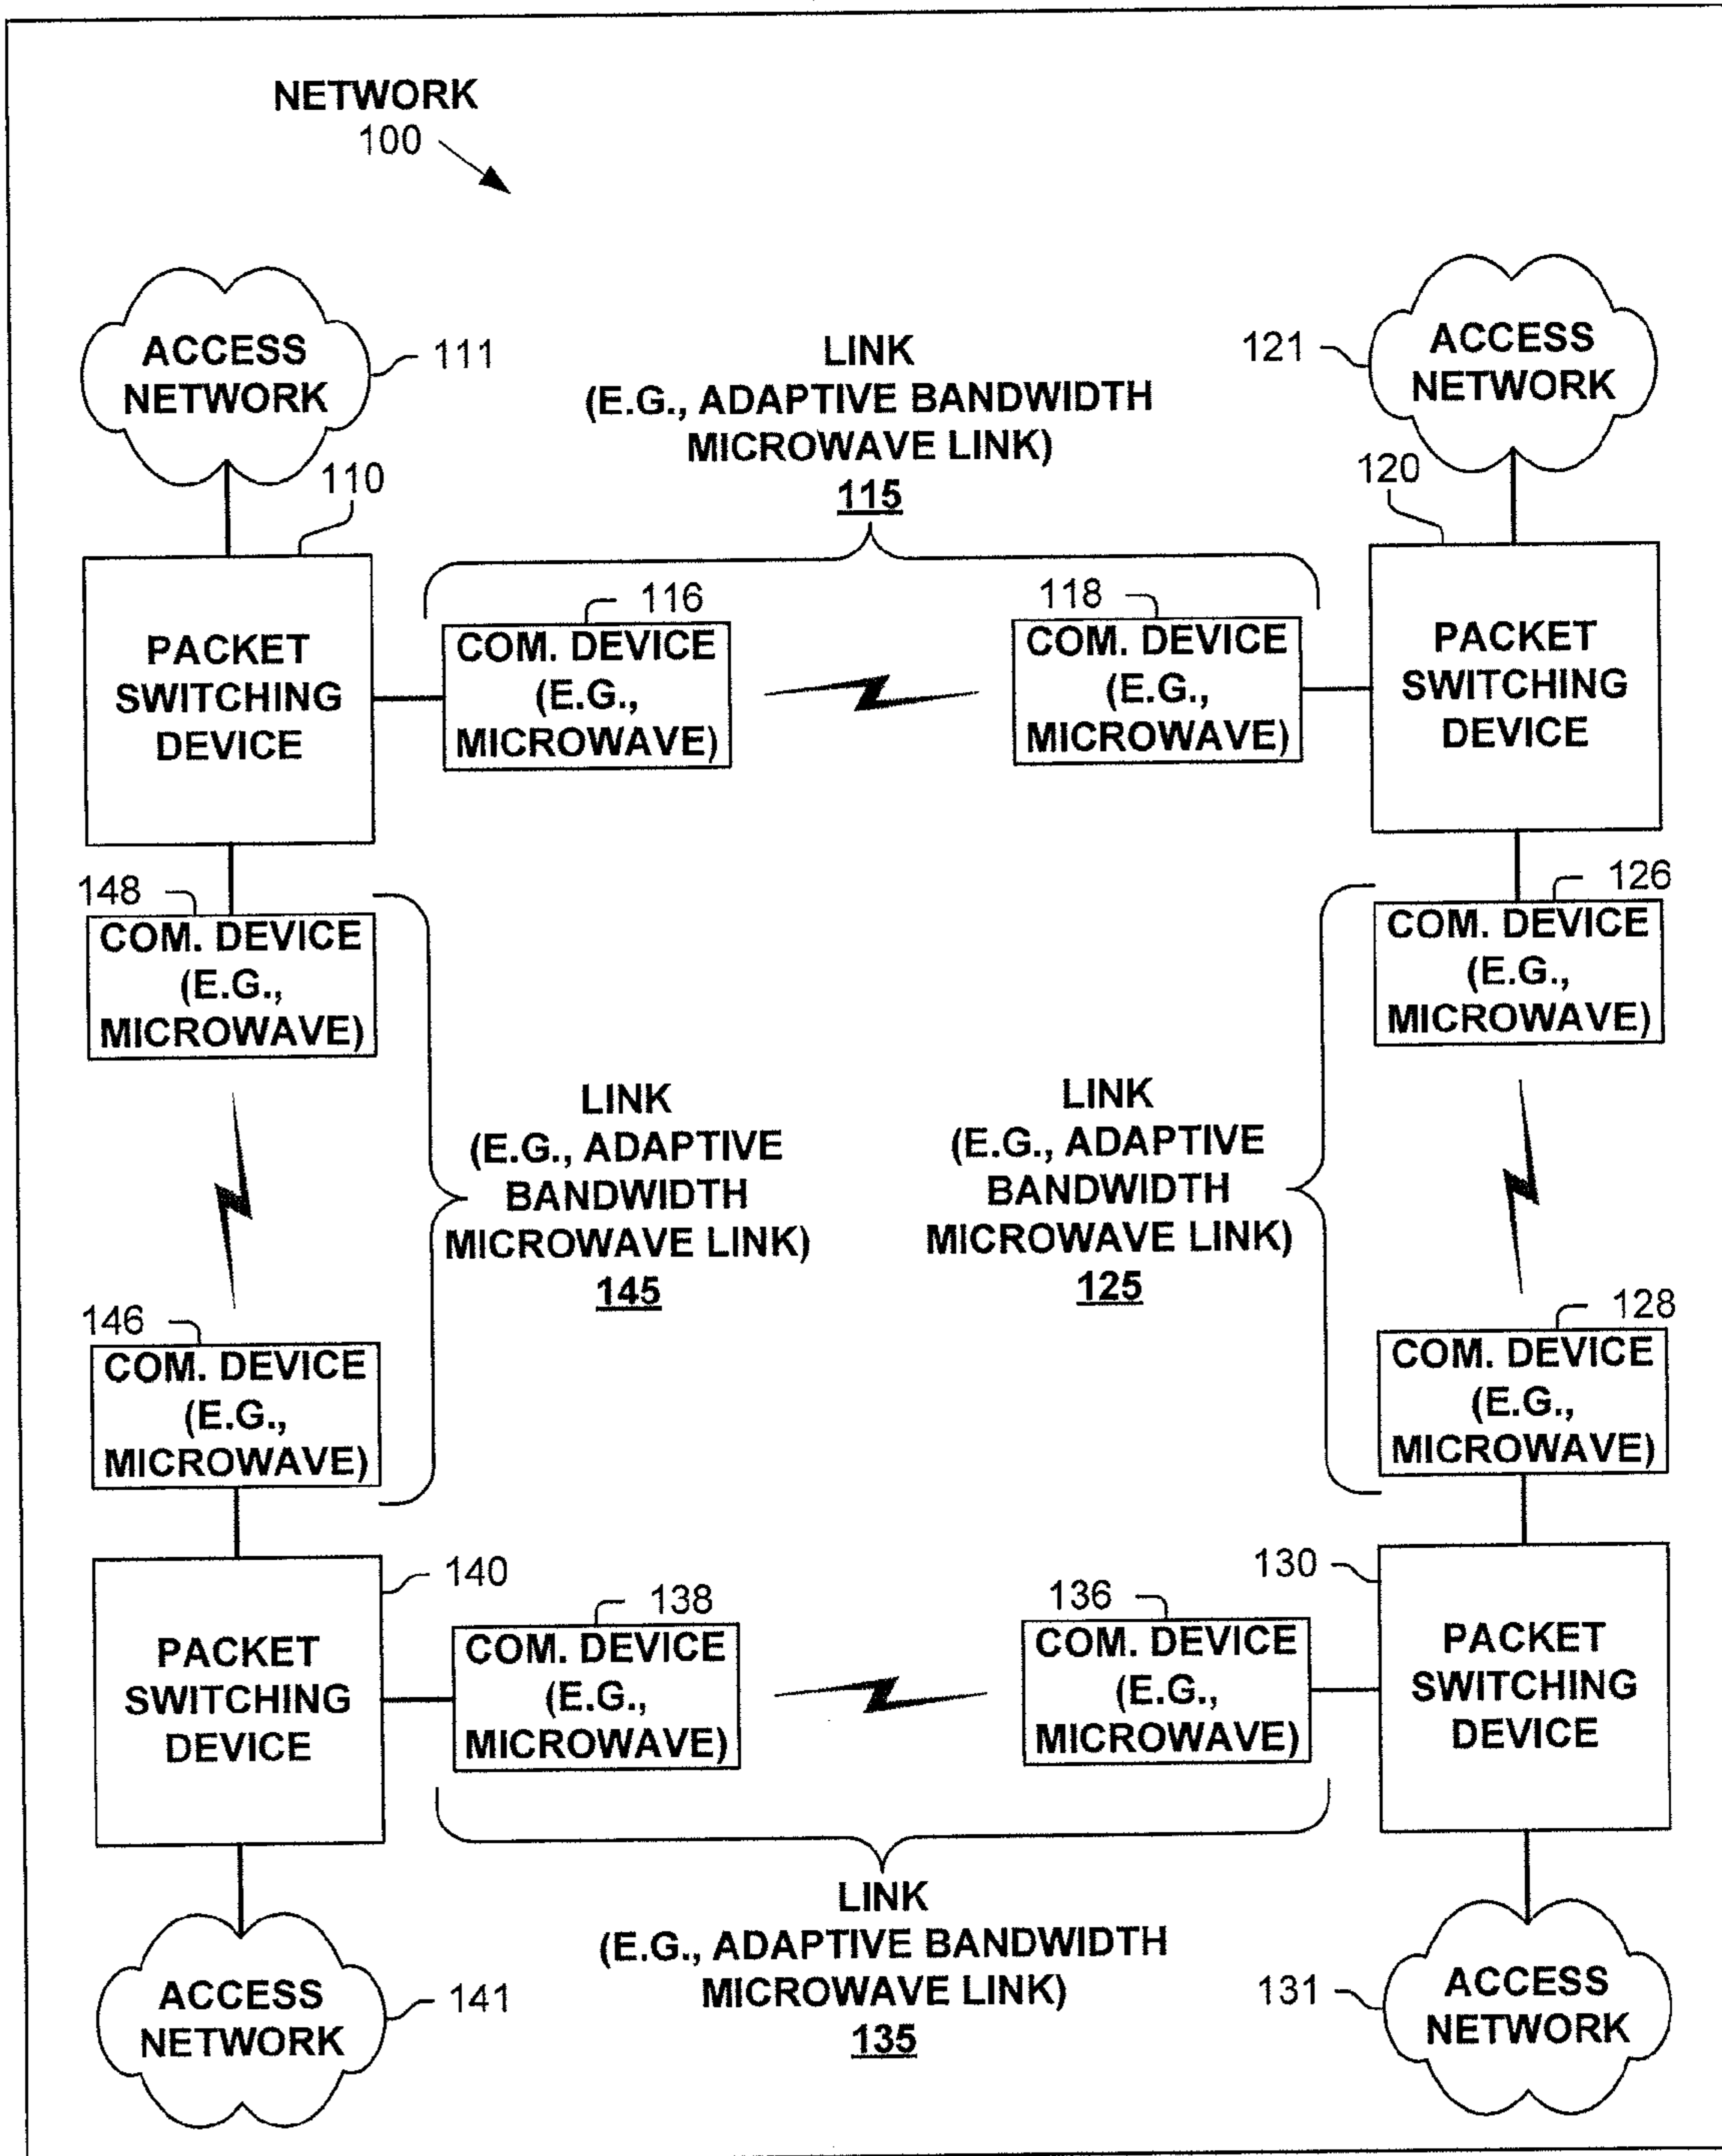 NETWORK
100
ACCESS
NETWORK
111
LINK
(E.G., ADAPTIVE BANDWIDTH
MICROWAVE LINK)
115
121
ACCESS
NETWORK
110
120
PACKET
SWITCHING
DEVICE
116
COM. DEVICE
(E.G.,
MICROWAVE)
118
COM. DEVICE
(E.G.,
MICROWAVE)
PACKET
SWITCHING
DEVICE
148
COM. DEVICE
(E.G.,
MICROWAVE)
126
COM. DEVICE
(E.G.,
MICROWAVE)
LINK
(E.G., ADAPTIVE
BANDWIDTH
MICROWAVE LINK)
145
LINK
(E.G., ADAPTIVE
BANDWIDTH
MICROWAVE LINK)
125
146
COM. DEVICE
(E.G.,
MICROWAVE)
128
COM. DEVICE
(E.G.,
MICROWAVE)
140
PACKET
SWITCHING
DEVICE
138
COM. DEVICE
(E.G.,
MICROWAVE)
136
COM. DEVICE
(E.G.,
MICROWAVE)
130
PACKET
SWITCHING
DEVICE
LINK
(E.G., ADAPTIVE BANDWIDTH
MICROWAVE LINK)
135
ACCESS
NETWORK
141
131
ACCESS
NETWORK